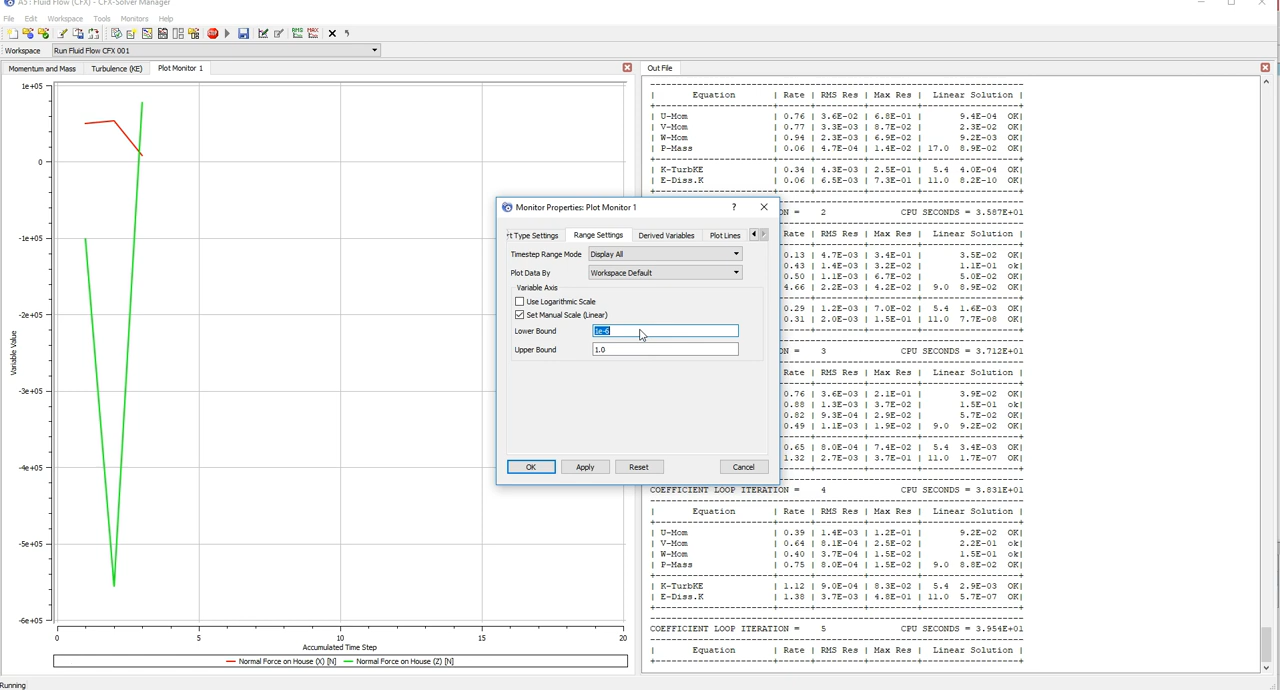 A5 : Fluid Flow (CFX) - CFX-Solver Manager
File Edit Workspace Tools Monitors Help
RMS MAX
Workspace Run Fluid Flow CFX 001
Momentum and Mass Turbulence (KE) Plot Monitor 1
1e+05
0
-1e+05
-2e+05
-3e+05
-4e+05
-5e+05
-6e+05
Variable Value
0 5 10 15 20
Accumulated Time Step
Normal Force on House (X) [N] Normal Force on House (Z) [N]
Running
Monitor Properties: Plot Monitor 1
rt Type Settings Range Settings Derived Variables Plot Lines
Timestep Range Mode Display All
Plot Data By Workspace Default
Variable Axis
Use Logarithmic Scale
Set Manual Scale (Linear)
Lower Bound 1e-6
Upper Bound 1.0
OK Apply Reset Cancel
Out File
| Equation | Rate | RMS Res | Max Res | Linear Solution |
| U-Mom | 0.76 | 3.6E-02 | 6.8E-01 | 9.4E-04 OK|
| V-Mom | 0.77 | 3.3E-03 | 8.7E-02 | 2.3E-02 OK|
| W-Mom | 0.94 | 2.3E-03 | 6.9E-02 | 9.2E-03 OK|
| P-Mass | 0.06 | 4.7E-04 | 1.4E-02 | 17.0 8.9E-02 OK|
| K-TurbKE | 0.34 | 4.3E-03 | 2.5E-01 | 5.4 4.0E-04 OK|
| E-Diss.K | 0.06 | 6.5E-03 | 7.3E-01 | 11.0 8.2E-10 OK|
ON = 2 CPU SECONDS = 3.587E+01
Rate | RMS Res | Max Res | Linear Solution |
0.13 | 4.7E-03 | 3.4E-01 | 3.5E-02 OK|
0.43 | 1.4E-03 | 3.2E-02 | 1.1E-01 ok|
0.50 | 1.1E-03 | 6.7E-02 | 5.0E-02 OK|
4.66 | 2.2E-03 | 4.2E-02 | 9.0 8.9E-02 OK|
0.29 | 1.2E-03 | 7.0E-02 | 5.4 1.6E-03 OK|
0.31 | 2.0E-03 | 1.5E-01 | 11.0 7.7E-08 OK|
ON = 3 CPU SECONDS = 3.712E+01
Rate | RMS Res | Max Res | Linear Solution |
0.76 | 3.6E-03 | 2.1E-01 | 3.9E-02 OK|
0.88 | 1.3E-03 | 3.7E-02 | 1.5E-01 ok|
0.82 | 9.3E-04 | 2.9E-02 | 5.7E-02 OK|
0.49 | 1.1E-03 | 1.9E-02 | 9.0 9.2E-02 OK|
0.65 | 8.0E-04 | 7.4E-02 | 5.4 3.4E-03 OK|
1.32 | 2.7E-03 | 3.7E-01 | 11.0 1.7E-07 OK|
COEFFICIENT LOOP ITERATION = 4 CPU SECONDS = 3.831E+01
| Equation | Rate | RMS Res | Max Res | Linear Solution |
| U-Mom | 0.39 | 1.4E-03 | 1.2E-01 | 9.2E-02 OK|
| V-Mom | 0.64 | 8.1E-04 | 2.5E-02 | 2.2E-01 ok|
| W-Mom | 0.40 | 3.7E-04 | 1.5E-02 | 1.5E-01 ok|
| P-Mass | 0.75 | 8.0E-04 | 1.5E-02 | 9.0 8.8E-02 OK|
| K-TurbKE | 1.12 | 9.0E-04 | 8.3E-02 | 5.4 2.9E-03 OK|
| E-Diss.K | 1.38 | 3.7E-03 | 4.8E-01 | 11.0 5.7E-07 OK|
COEFFICIENT LOOP ITERATION = 5 CPU SECONDS = 3.954E+01
| Equation | Rate | RMS Res | Max Res | Linear Solution |